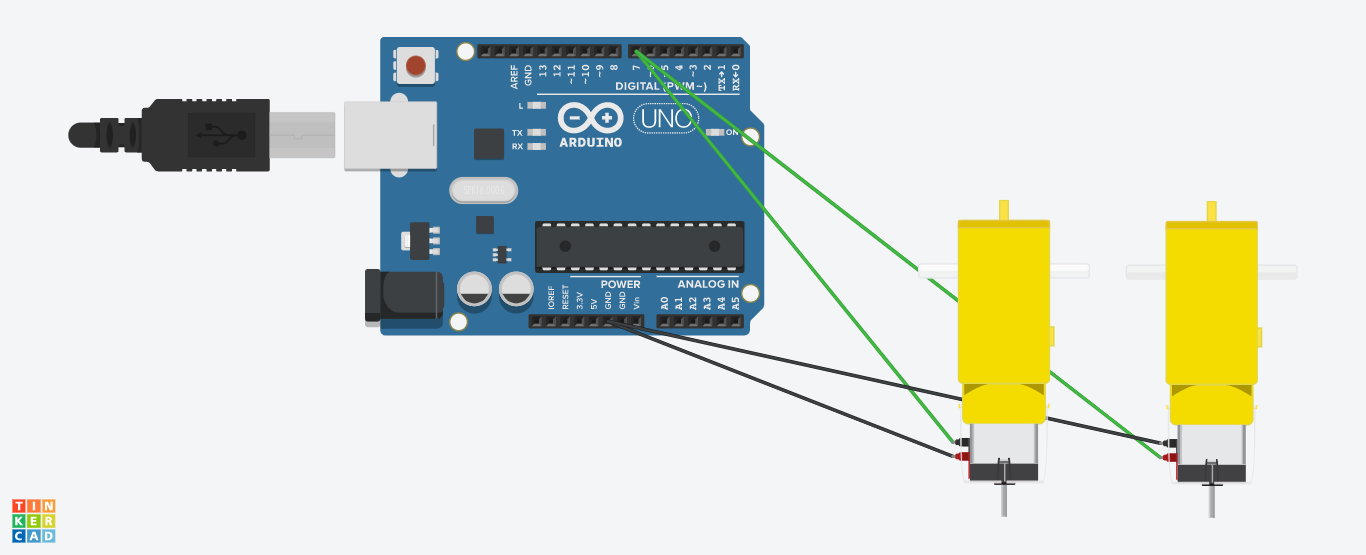 AREF
GND
13
12
~11
~10
~9
8
7
~5
4
~3
2
TX→1
RX←0
DIGITAL (PWM~)
L
TX
RX
ARDUINO
UNO
ON
POWER
ANALOG IN
IOREF
RESET
3.3V
5V
GND
GND
Vin
A0
A1
A2
A3
A4
A5
TIN
KER
CAD